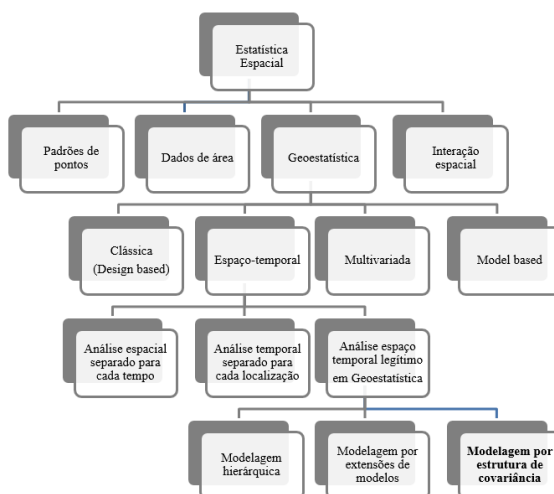 Estatística
Espacial
Padrões de
pontos
Dados de área
Geoestatística
Interação
espacial
Clássica
(Design based)
Espaço-temporal
Multivariada
Model based
Análise espacial
separado para
cada tempo
Análise temporal
separado para
cada localização
Análise espaço
temporal legítimo
em Geoestatística
Modelagem
hierárquica
Modelagem por
extensões de
modelos
Modelagem por
estrutura de
covariância